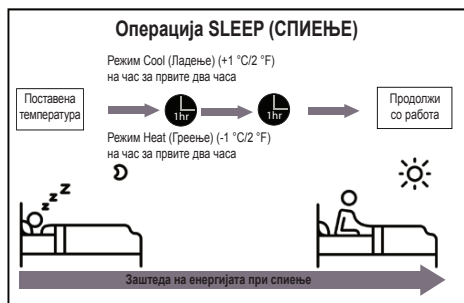 Операција SLEEP (СПИЕЊЕ)
Режим Cool (Ладење) (+1 °C/2 °F)
на час за првите два часа
Поставена
температура
1hr
1hr
Продолжи
со работа
Режим Heat (Греење) (-1 °C/2 °F)
на час за првите два часа
z z z
Заштеда на енергијата при спиење